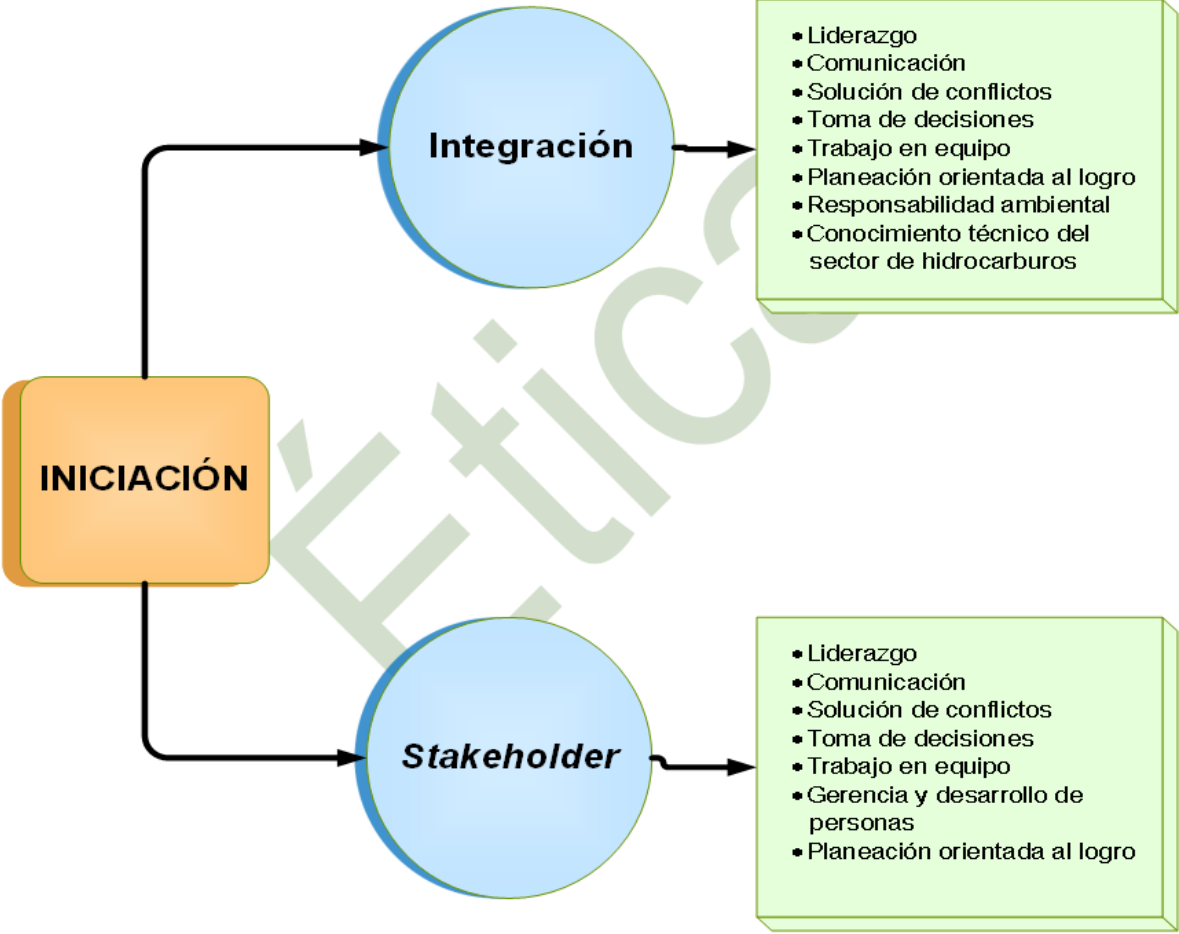 INICIACIÓN
Integración
• Liderazgo
• Comunicación
• Solución de conflictos
• Toma de decisiones
• Trabajo en equipo
• Planeación orientada al logro
• Responsabilidad ambiental
• Conocimiento técnico del
sector de hidrocarburos
Ética
Stakeholder
• Liderazgo
• Comunicación
• Solución de conflictos
• Toma de decisiones
• Trabajo en equipo
• Gerencia y desarrollo de
personas
• Planeación orientada al logro